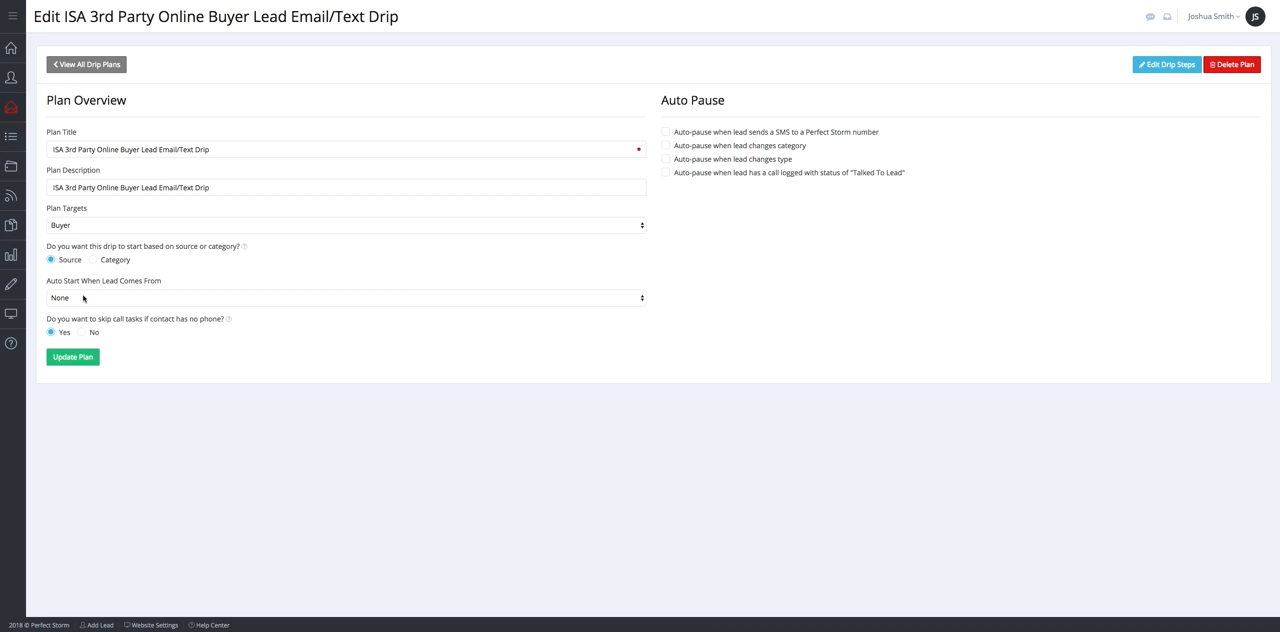 Edit ISA 3rd Party Online Buyer Lead Email/Text Drip
Joshua Smith
JS
View All Drip Plans
Edit Drip Steps
Delete Plan
Plan Overview
Auto Pause
Plan Title
ISA 3rd Party Online Buyer Lead Email/Text Drip
Plan Description
ISA 3rd Party Online Buyer Lead Email/Text Drip
Plan Targets
Buyer
Do you want this drip to start based on source or category? ?
Source Category
Auto Start When Lead Comes From
None
Do you want to skip call tasks if contact has no phone? ?
Yes No
Update Plan
Auto-pause when lead sends a SMS to a Perfect Storm number
Auto-pause when lead changes category
Auto-pause when lead changes type
Auto-pause when lead has a call logged with status of "Talked To Lead"
2018 © Perfect Storm Add Lead Website Settings Help Center